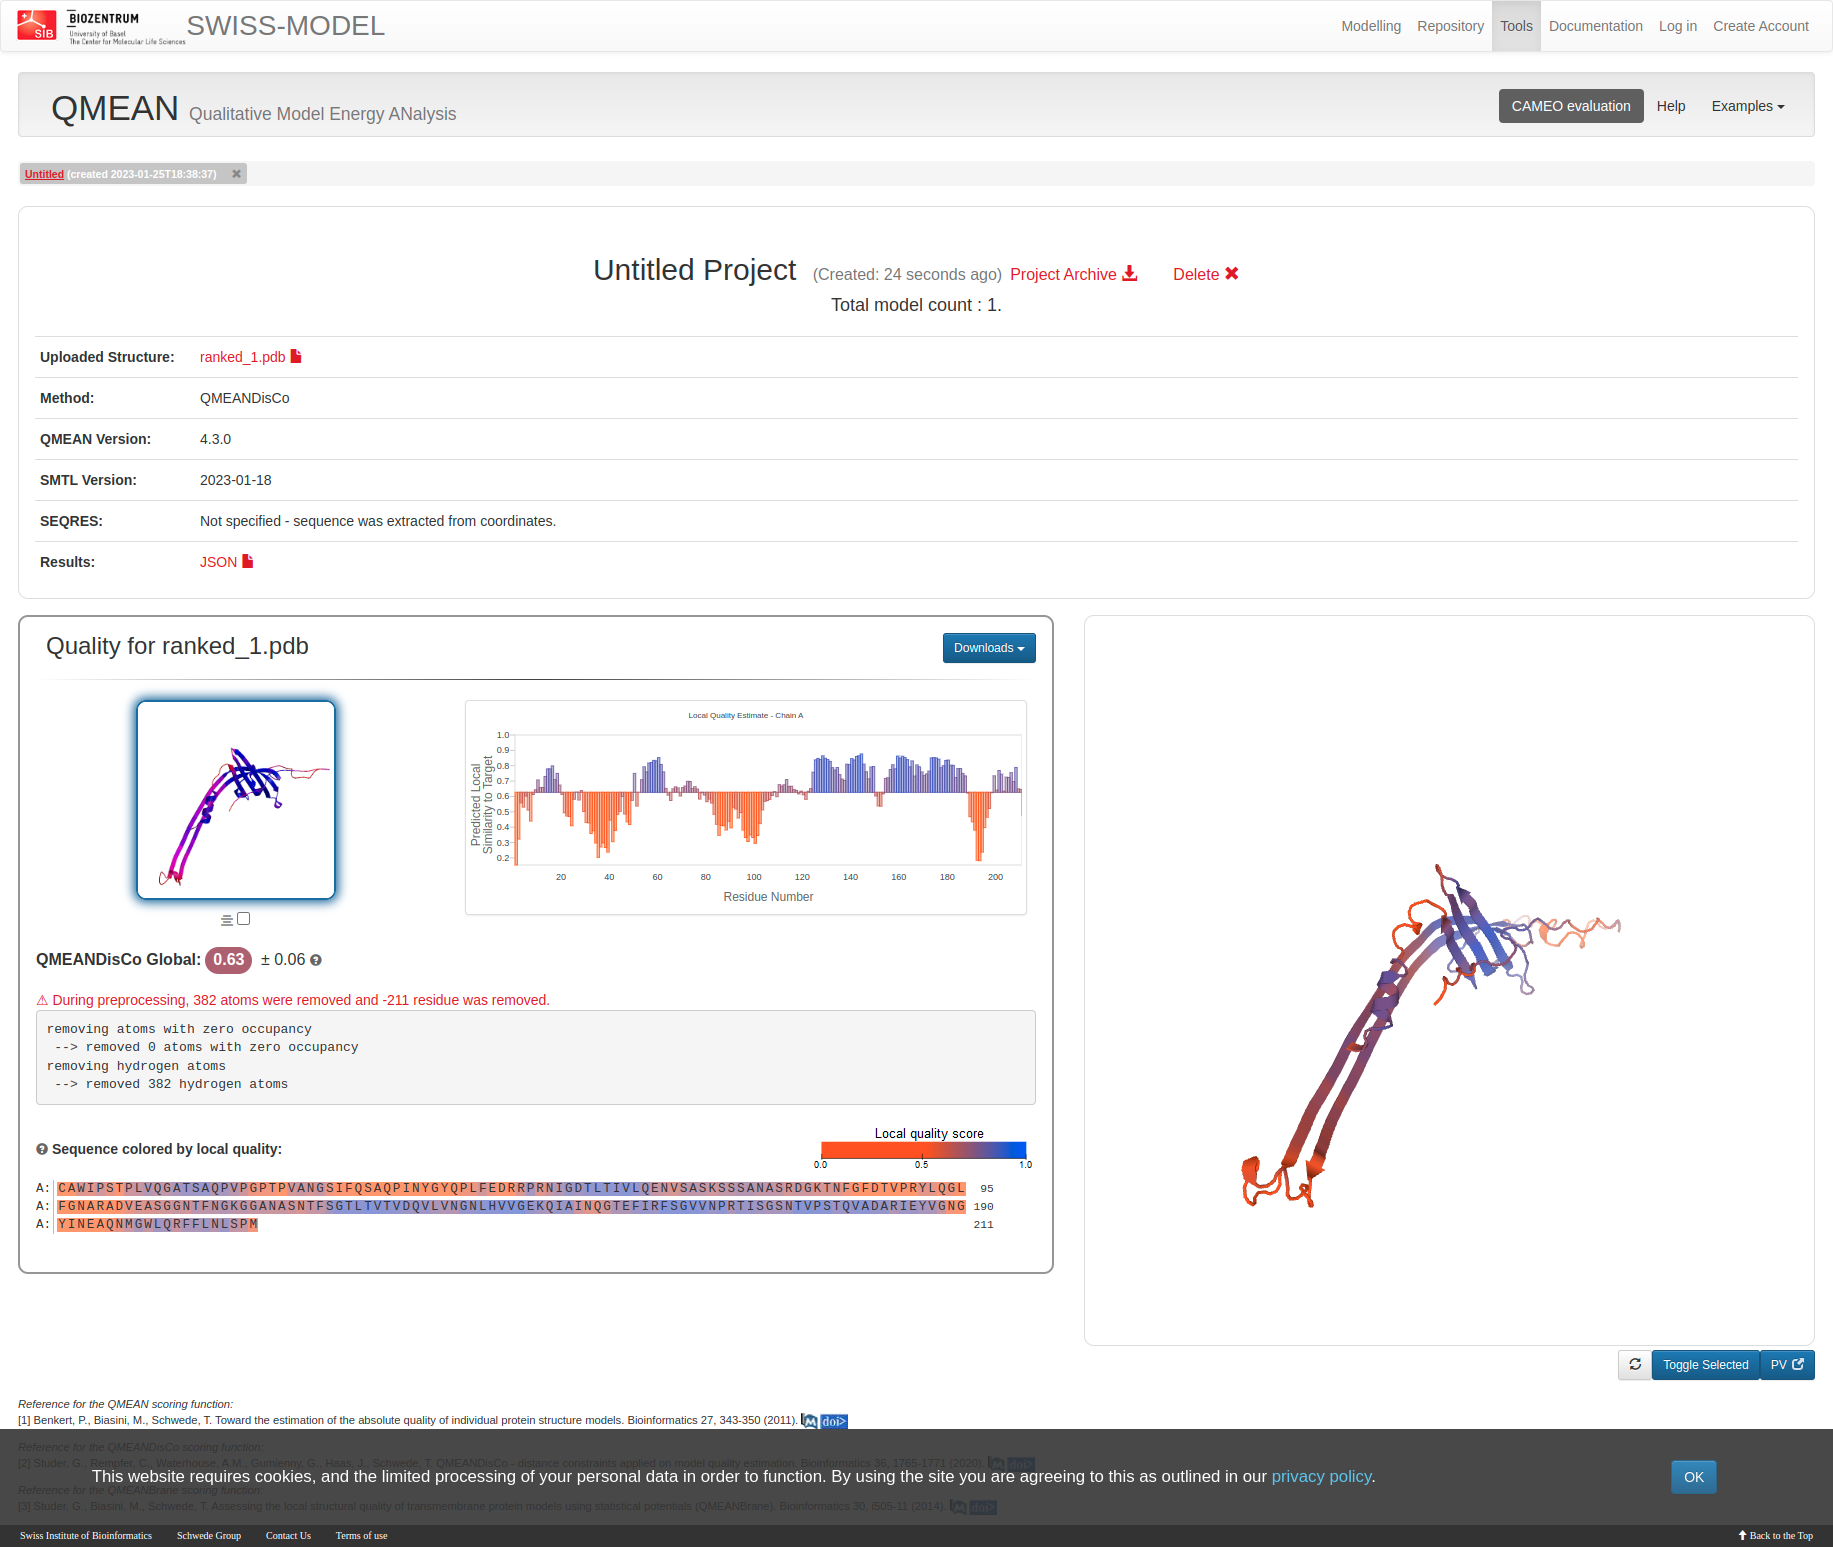 SIB
BIOZENTRUM
University of Basel
The Center for Molecular Life Sciences
SWISS-MODEL
Modelling Repository Tools Documentation Log in Create Account
QMEAN Qualitative Model Energy ANalysis
CAMEO evaluation Help Examples
Untitled (created 2023-01-25T18:38:37) ✖
Untitled Project (Created: 24 seconds ago) Project Archive Delete ✖
Total model count : 1.
Uploaded Structure: ranked_1.pdb
Method: QMEANDisCo
QMEAN Version: 4.3.0
SMTL Version: 2023-01-18
SEQRES: Not specified - sequence was extracted from coordinates.
Results: JSON
Quality for ranked_1.pdb
Downloads
Local Quality Estimate - Chain A
Predicted Local
Similarity to Target
1.0
0.9
0.8
0.7
0.6
0.5
0.4
0.3
0.2
20 40 60 80 100 120 140 160 180 200
Residue Number
QMEANDisCo Global: 0.63 ± 0.06
⚠ During preprocessing, 382 atoms were removed and -211 residue was removed.
removing atoms with zero occupancy
--> removed 0 atoms with zero occupancy
removing hydrogen atoms
--> removed 382 hydrogen atoms
Sequence colored by local quality:
Local quality score
0.0 0.5 1.0
A: CAWIPSTPLVQGATSAQPVPGPTPVANGSIFQSAQPINYGYQPLFEDRRPRNIGDTLTIVLQENVSASKSSSANASRDGKTNFGFDTVPRYLQGL 95
A: FGNARADVEASGGNTFNGKGGANASNTFSGTLTVTVDQVLVNGNLHVVGEKQIAINQGTEFIRFSGVVNPRTISGSNTVPSTQVADARIEYVGNG 190
A: YINEAQNMGWLQRFFLNLSPM 211
Toggle Selected PV
Reference for the QMEAN scoring function:
[1] Benkert, P., Biasini, M., Schwede, T. Toward the estimation of the absolute quality of individual protein structure models. Bioinformatics 27, 343-350 (2011). M doi>
Reference for the QMEANDisCo scoring function:
[2] Studer, G., Rempfer, C., Waterhouse, A.M., Gumienny, G., Haas, J., Schwede, T. QMEANDisCo - distance constraints applied on model quality estimation. Bioinformatics 36, 1765-1771 (2020). M doi>
This website requires cookies, and the limited processing of your personal data in order to function. By using the site you are agreeing to this as outlined in our privacy policy.
OK
Reference for the QMEANBrane scoring function:
[3] Studer, G., Biasini, M., Schwede, T. Assessing the local structural quality of transmembrane protein models using statistical potentials (QMEANBrane). Bioinformatics 30, i505-11 (2014). M doi>
Swiss Institute of Bioinformatics Schwede Group Contact Us Terms of use
Back to the Top